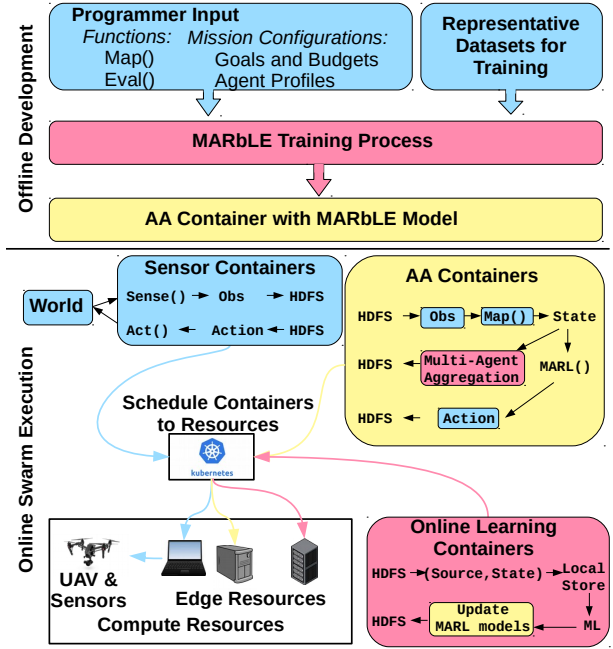 Offline Development
Programmer Input
Functions: Mission Configurations:
Map() Goals and Budgets
Eval() Agent Profiles
Representative
Datasets for
Training
MARbLE Training Process
AA Container with MARbLE Model
Online Swarm Execution
World
Sensor Containers
Sense() Obs HDFS
Act() Action HDFS
AA Containers
HDFS Obs Map() State
HDFS Multi-Agent
Aggregation
MARL()
HDFS Action
Schedule Containers
to Resources
kubernetes
UAV &
Sensors
Edge Resources
Compute Resources
Online Learning
Containers
HDFS (Source,State) Local
Store
HDFS Update
MARL models
ML